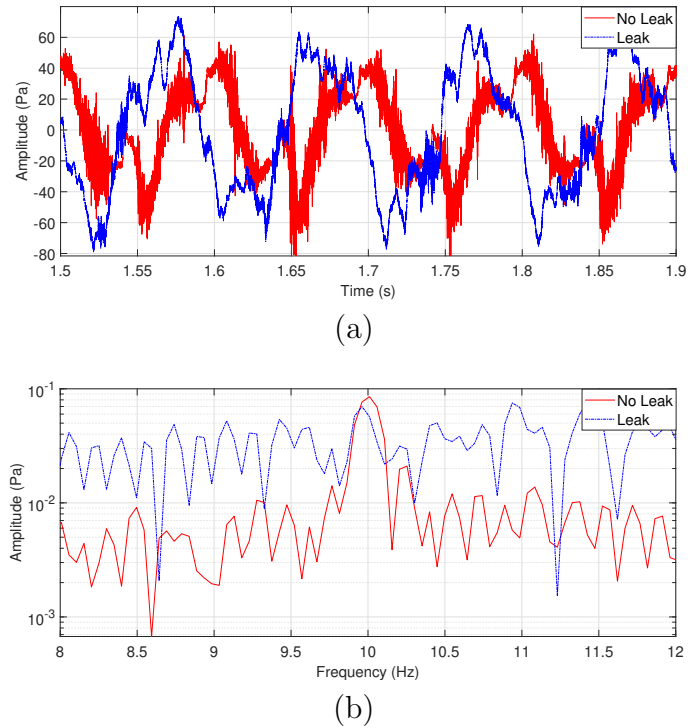 No Leak
Leak
60
40
20
0
-20
-40
-60
-80
Amplitude (Pa)
1.5
1.55
1.6
1.65
1.7
1.75
1.8
1.85
1.9
Time (s)
(a)
No Leak
Leak
10-1
10-2
10-3
Amplitude (Pa)
8
8.5
9
9.5
10
10.5
11
11.5
12
Frequency (Hz)
(b)